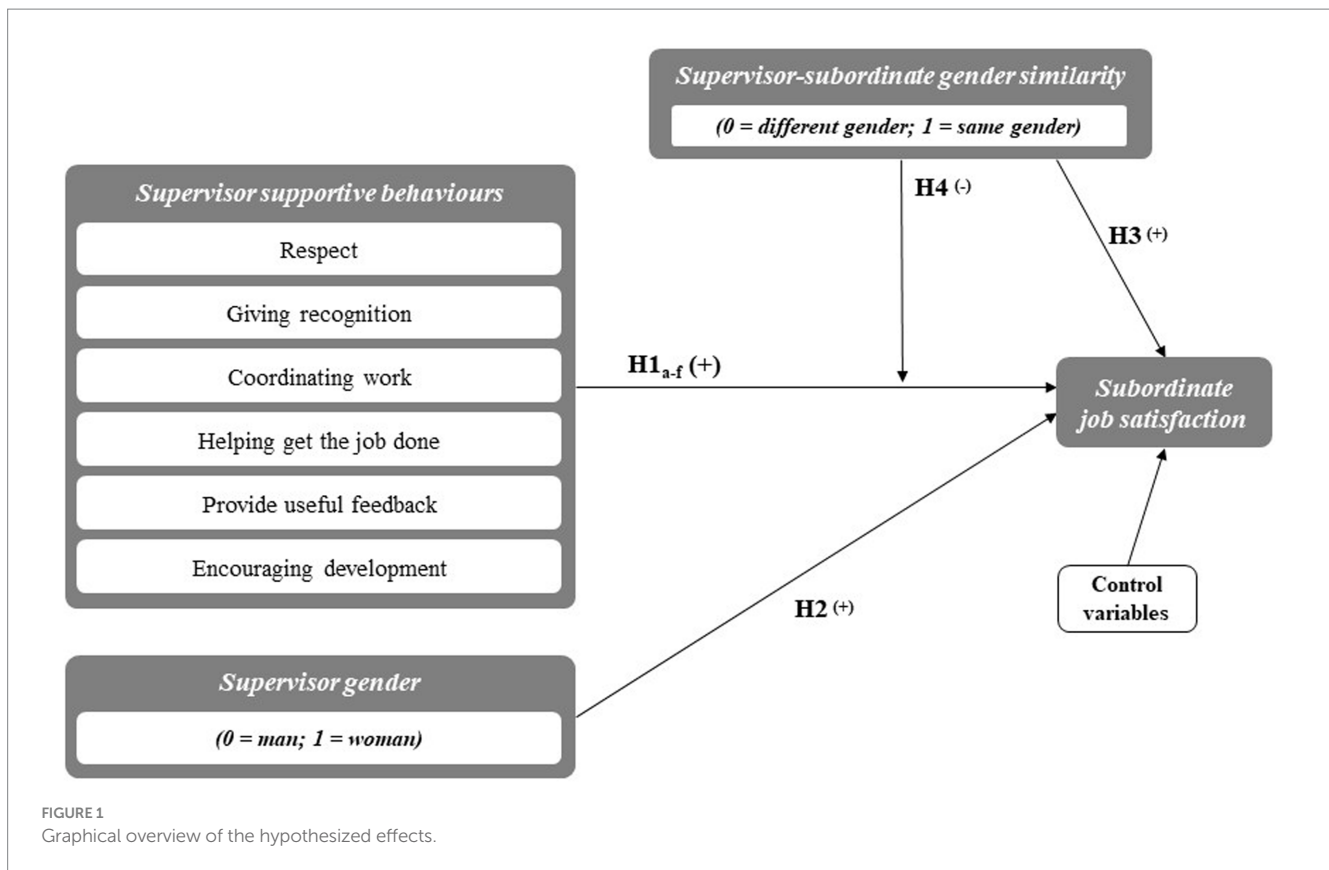 Supervisor-subordinate gender similarity
(0 = different gender; 1 = same gender)
H4 (-)
H3 (+)
Supervisor supportive behaviours
Respect
Giving recognition
Coordinating work
Helping get the job done
Provide useful feedback
Encouraging development
H1a-f (+)
Subordinate
job satisfaction
H2 (+)
Control
variables
Supervisor gender
(0 = man; 1 = woman)
FIGURE 1
Graphical overview of the hypothesized effects.